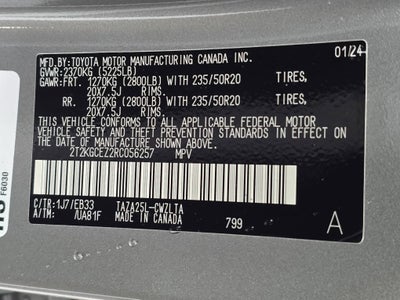 MFD.BY:TOYOTA MOTOR MANUFACTURING CANADA INC. 01/24
GVWR:2370KG (5225LB)
GAWR:FRT. 1270KG (2800LB) WITH 235/50R20 TIRES,
20X7.5J RIMS
RR. 1270KG (2800LB) WITH 235/50R20 TIRES,
20X7.5J RIMS
THIS VEHICLE CONFORMS TO ALL APPLICABLE FEDERAL MOTOR
VEHICLE SAFETY, BUMPER, AND THEFT PREVENTION STANDARDS IN
EFFECT ON THE DATE OF MANUFACTURE SHOWN ABOVE.
2T2KGCEZ2RC056257 MPV
C/TR:1J7/EB33 TAZA25L-CWZLTA
A/TM: /UA81F MADE IN CANADA 799 A
F6030